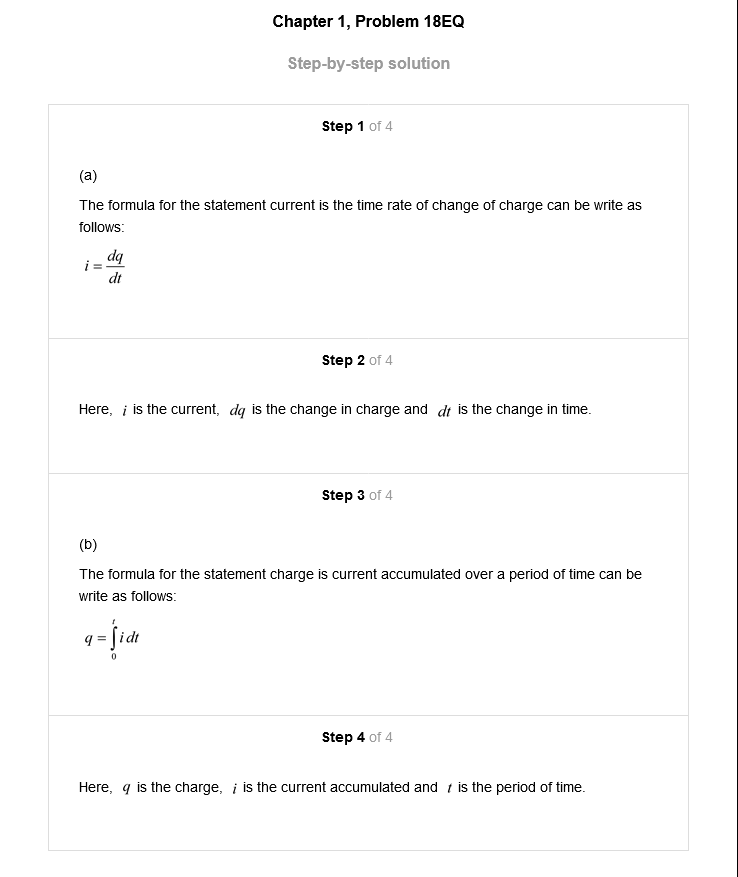 Chapter 1, Problem 18EQ
Step-by-step solution
Step 1 of 4
(a)
The formula for the statement current is the time rate of change of charge can be write as
follows:
i = dq/dt
Step 2 of 4
Here, i is the current, dq is the change in charge and dt is the change in time.
Step 3 of 4
(b)
The formula for the statement charge is current accumulated over a period of time can be
write as follows:
q = ∫₀ᵗ i dt
Step 4 of 4
Here, q is the charge, i is the current accumulated and t is the period of time.